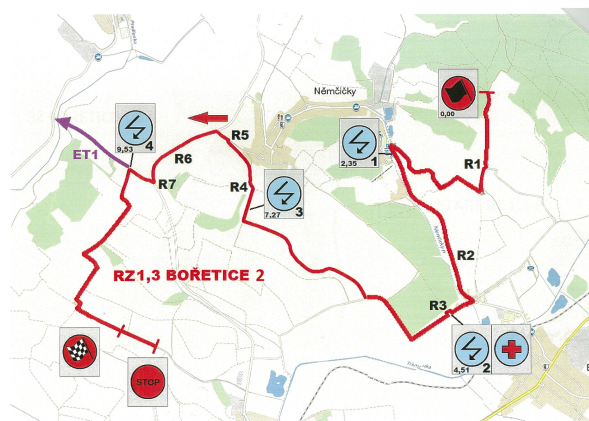 Němčičky
0,00
9,53
4
R5
2,35
1
ET1
R6
R1
R7
R4
7.27
3
R2
RZ1,3 BOŘETICE 2
R3
4,51
2
STOP